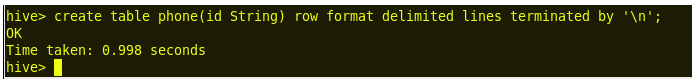 hive> create table phone(id String) row format delimited lines terminated by '\n';
OK
Time taken: 0.998 seconds
hive>